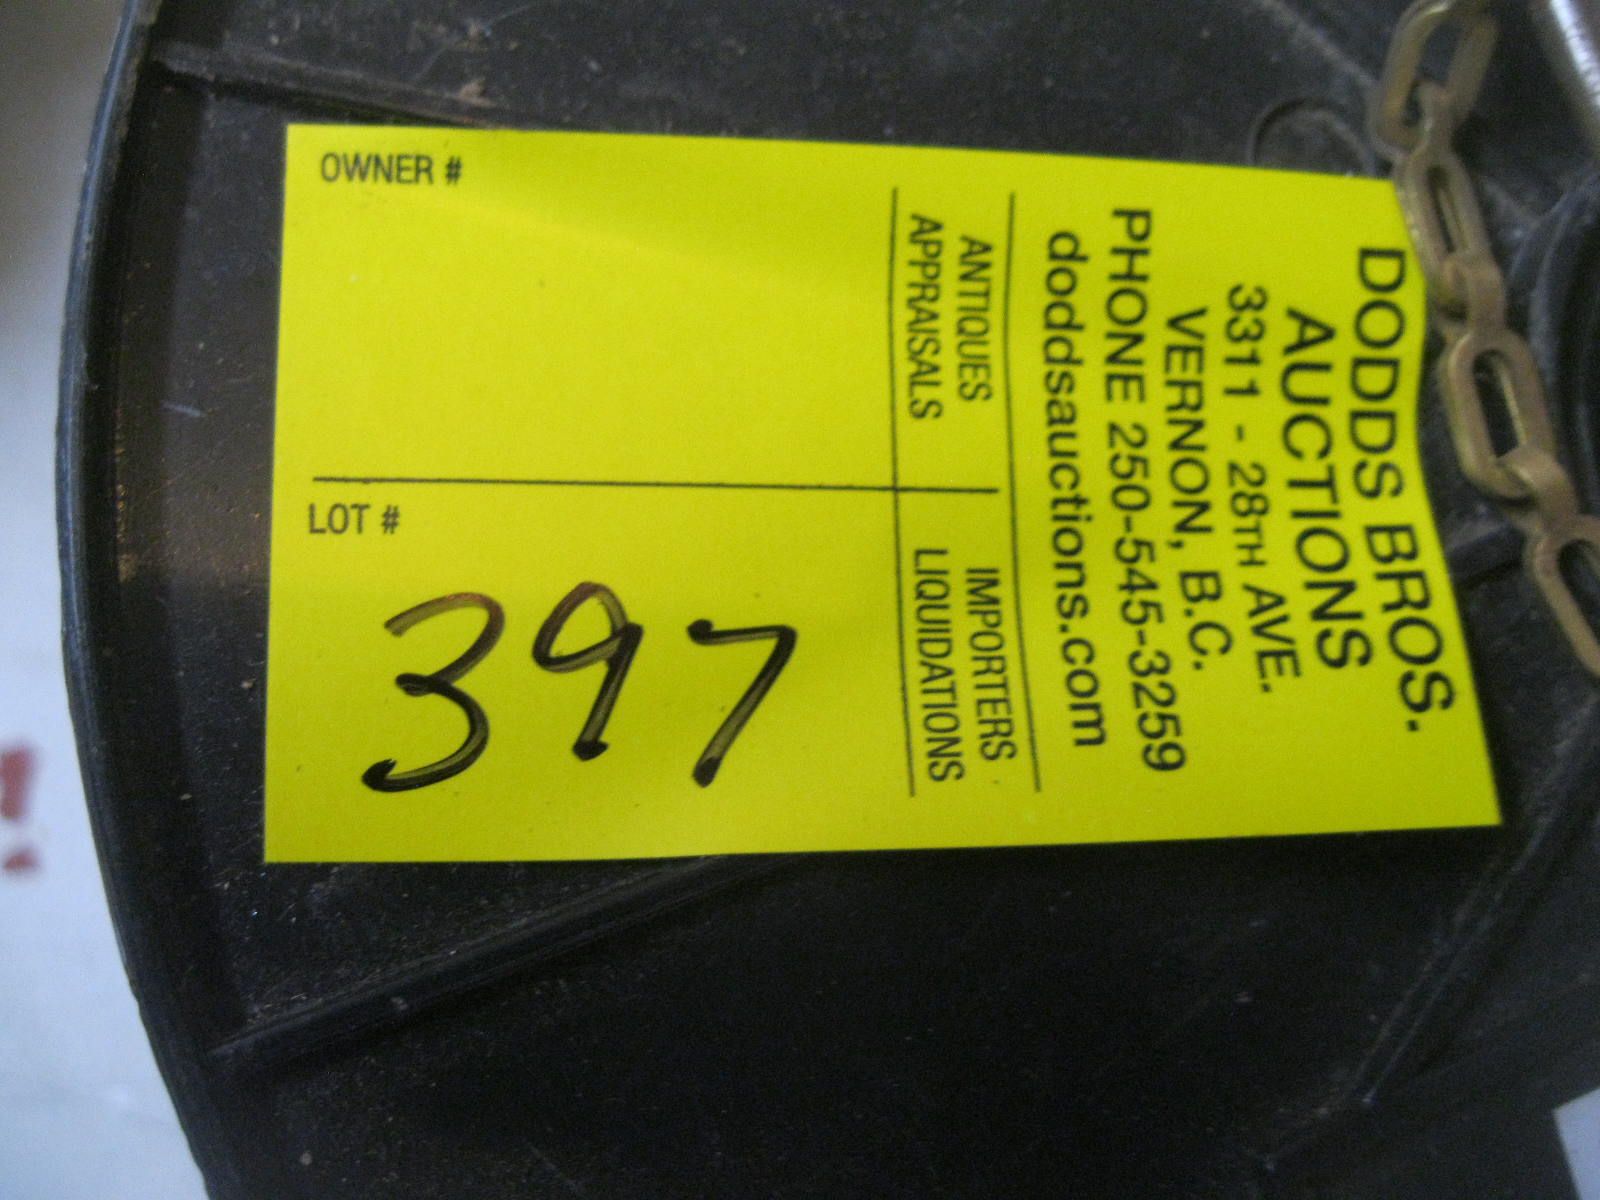 DODDS BROS.
AUCTIONS
3311 - 28TH AVE.
VERNON, B.C.
PHONE 250-545-3259
doddsauctions.com
ANTIQUES IMPORTERS
APPRAISALS LIQUIDATIONS
OWNER #
LOT #
397